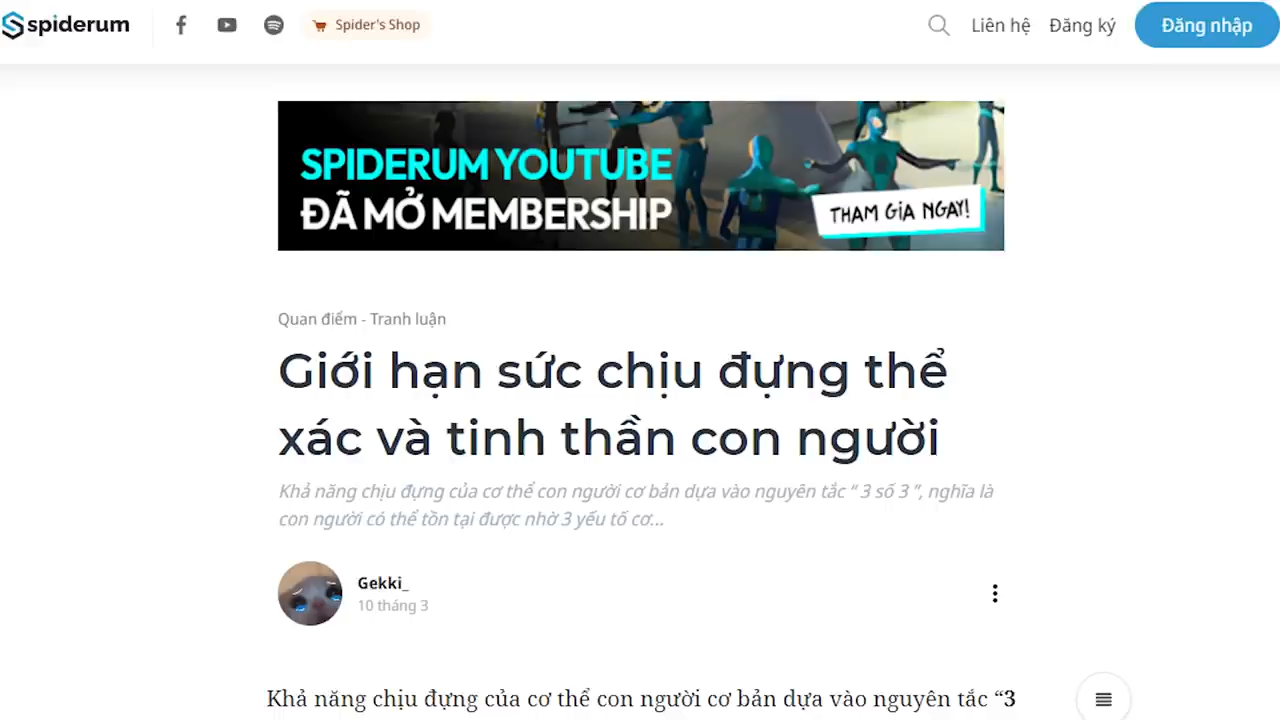 spiderum
Spider's Shop
Liên hệ
Đăng ký
Đăng nhập
SPIDERUM YOUTUBE
ĐÃ MỞ MEMBERSHIP
THAM GIA NGAY!
Quan điểm - Tranh luận
Giới hạn sức chịu đựng thể
xác và tinh thần con người
Khả năng chịu đựng của cơ thể con người cơ bản dựa vào nguyên tắc “ 3 số 3 ”, nghĩa là
con người có thể tồn tại được nhờ 3 yếu tố cơ...
Gekki_
10 tháng 3
Khả năng chịu đựng của cơ thể con người cơ bản dựa vào nguyên tắc “3